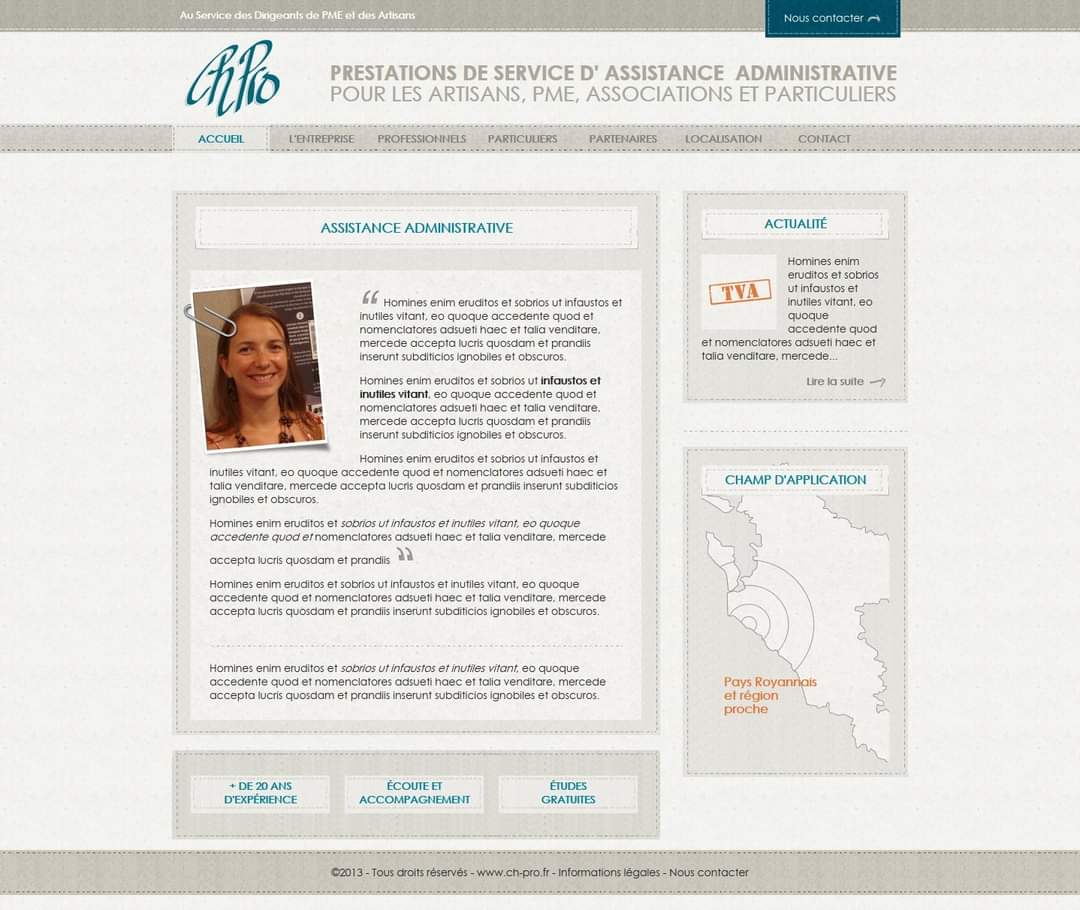 Au Service des Dirigeants de PME et des Artisans
Nous contacter
Ch Pro
PRESTATIONS DE SERVICE D' ASSISTANCE ADMINISTRATIVE
POUR LES ARTISANS, PME, ASSOCIATIONS ET PARTICULIERS
ACCUEIL L'ENTREPRISE PROFESSIONNELS PARTICULIERS PARTENAIRES LOCALISATION CONTACT
ASSISTANCE ADMINISTRATIVE
“ Homines enim eruditos et sobrios ut infaustos et
inutiles vitant, eo quoque accedente quod et
nomenclatores adsueti haec et talia venditare,
mercede accepta lucris quosdam et prandiis
inserunt subditicios ignobiles et obscuros.
Homines enim eruditos et sobrios ut infaustos et
inutiles vitant, eo quoque accedente quod et
nomenclatores adsueti haec et talia venditare,
mercede accepta lucris quosdam et prandiis
inserunt subditicios ignobiles et obscuros.
Homines enim eruditos et sobrios ut infaustos et
inutiles vitant, eo quoque accedente quod et nomenclatores adsueti haec et
talia venditare, mercede accepta lucris quosdam et prandiis inserunt subditicios
ignobiles et obscuros.
Homines enim eruditos et sobrios ut infaustos et inutiles vitant, eo quoque
accedente quod et nomenclatores adsueti haec et talia venditare, mercede
accepta lucris quosdam et prandiis ”
Homines enim eruditos et sobrios ut infaustos et inutiles vitant, eo quoque
accedente quod et nomenclatores adsueti haec et talia venditare, mercede
accepta lucris quosdam et prandiis inserunt subditicios ignobiles et obscuros.
Homines enim eruditos et sobrios ut infaustos et inutiles vitant, eo quoque
accedente quod et nomenclatores adsueti haec et talia venditare, mercede
accepta lucris quosdam et prandiis inserunt subditicios ignobiles et obscuros.
+ DE 20 ANS
D'EXPÉRIENCE
ÉCOUTE ET
ACCOMPAGNEMENT
ÉTUDES
GRATUITES
ACTUALITÉ
TVA
Homines enim
eruditos et sobrios
ut infaustos et
inutiles vitant, eo
quoque
accedente quod
et nomenclatores adsueti haec et
talia venditare, mercede...
Lire la suite
CHAMP D'APPLICATION
Pays Royannais
et région
proche
©2013 - Tous droits réservés - www.ch-pro.fr - Informations légales - Nous contacter